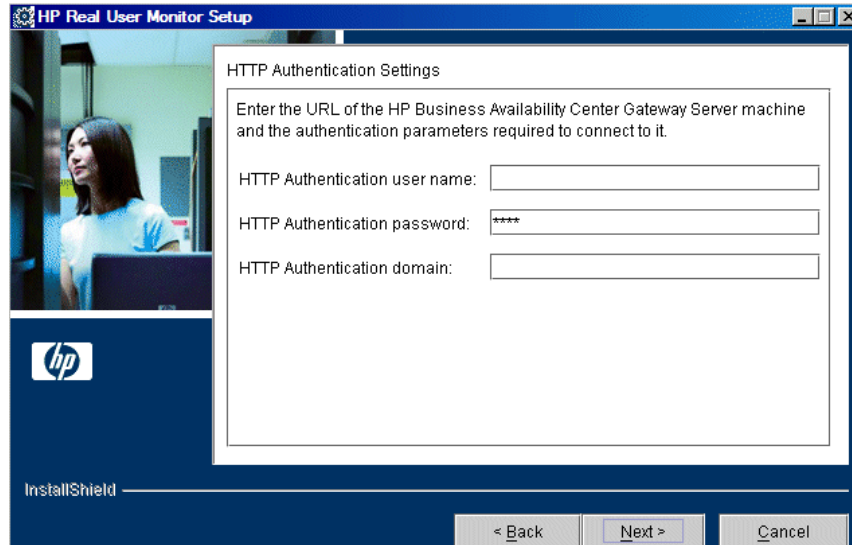 HP Real User Monitor Setup
HTTP Authentication Settings
Enter the URL of the HP Business Availability Center Gateway Server machine
and the authentication parameters required to connect to it.
HTTP Authentication user name:
HTTP Authentication password: ****
HTTP Authentication domain:
hp
InstallShield
< Back Next > Cancel